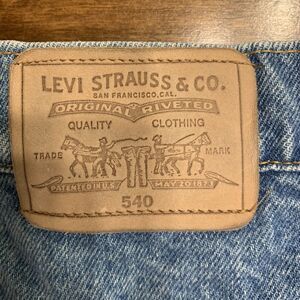 LEVI STRAUSS & CO.
SAN FRANCISCO, CAL.
ORIGINAL RIVETED
QUALITY CLOTHING
TRADE MARK
PATENTED IN U.S. MAY 20 1873
540